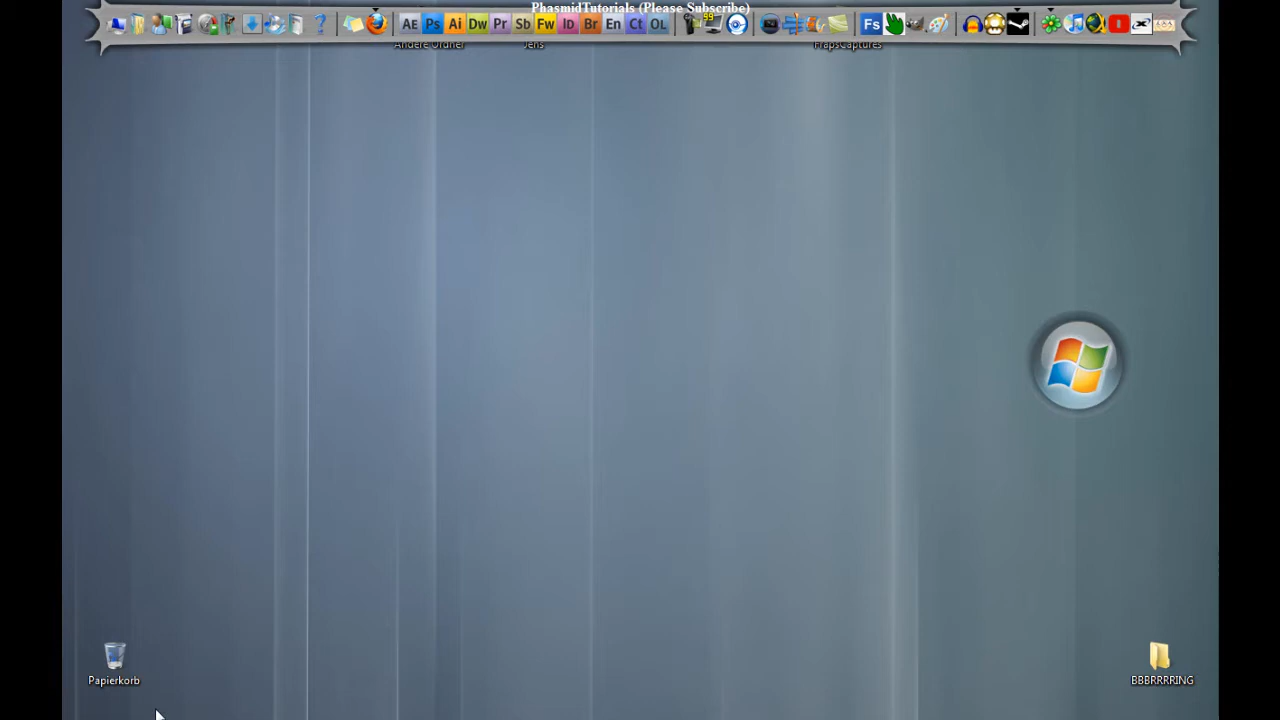 PhasmidTutorials (Please Subscribe)
AE Ps Ai Dw Pr Sb Fw Id Br En Ct OL 99 Fs
Andere Ordner Jens FrapsCaptures
Papierkorb BBBRRRRING